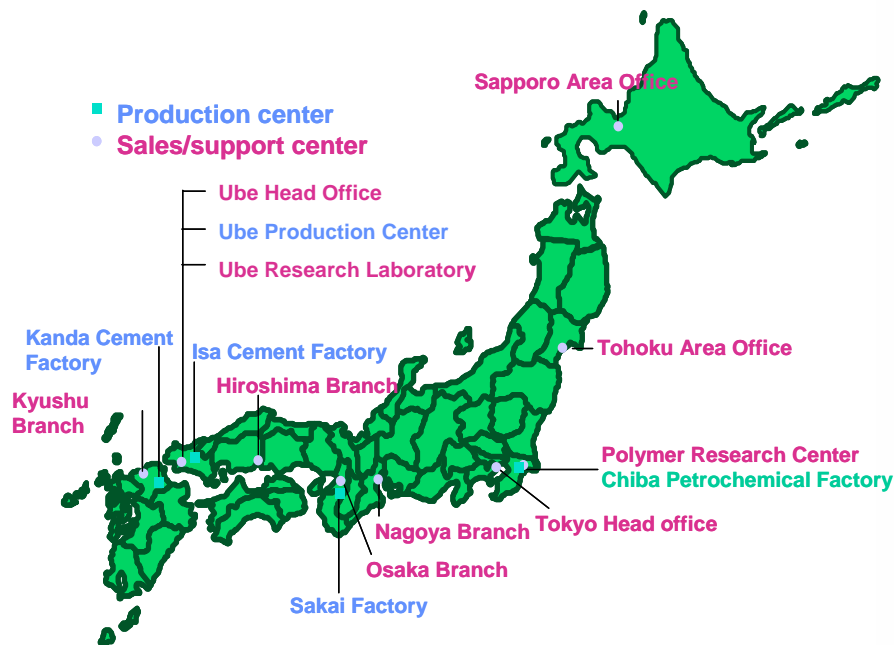 Sapporo Area Office
Production center
Sales/support center
Ube Head Office
Ube Production Center
Ube Research Laboratory
Kanda Cement
Factory
Isa Cement Factory
Tohoku Area Office
Hiroshima Branch
Kyushu
Branch
Polymer Research Center
Chiba Petrochemical Factory
Tokyo Head office
Nagoya Branch
Osaka Branch
Sakai Factory